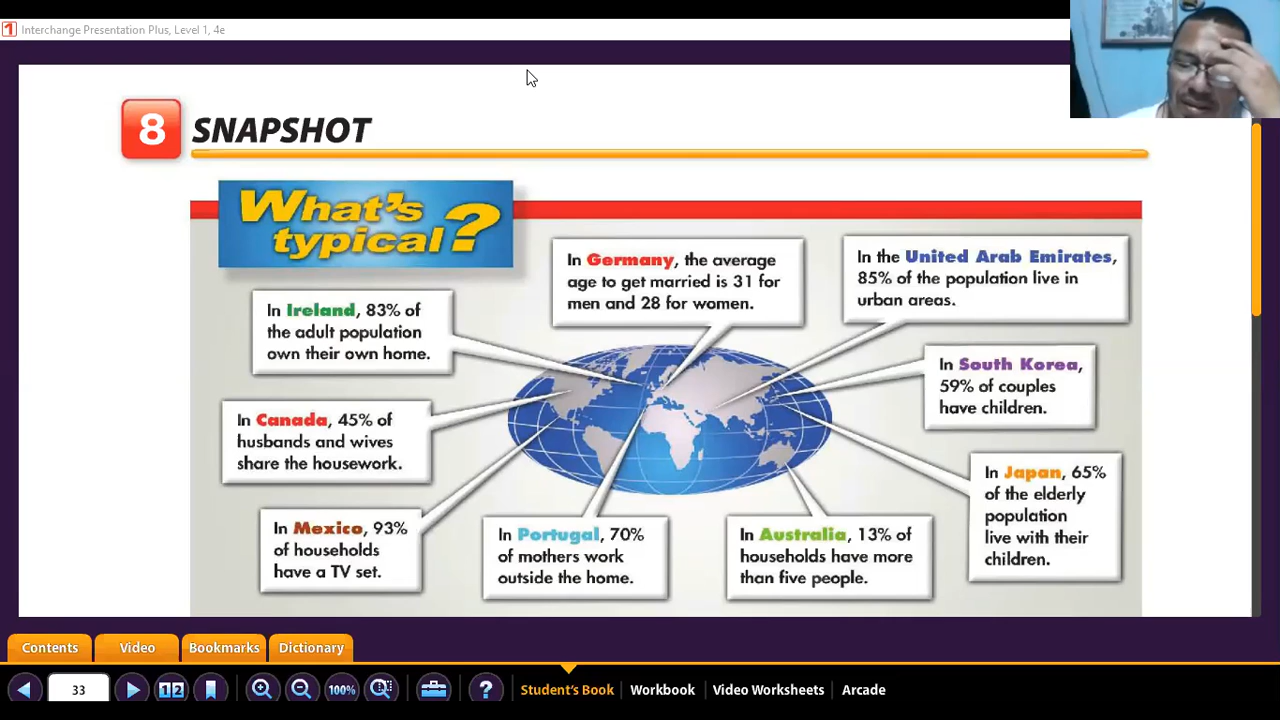 Interchange Presentation Plus, Level 1, 4e
8 SNAPSHOT
What's
typical?
In Germany, the average
age to get married is 31 for
men and 28 for women.
In the United Arab Emirates,
85% of the population live in
urban areas.
In Ireland, 83% of
the adult population
own their own home.
In South Korea,
59% of couples
have children.
In Canada, 45% of
husbands and wives
share the housework.
In Japan, 65%
of the elderly
population
live with their
children.
In Mexico, 93%
of households
have a TV set.
In Portugal, 70%
of mothers work
outside the home.
In Australia, 13% of
households have more
than five people.
Contents Video Bookmarks Dictionary
33 12 100% ? Student's Book Workbook Video Worksheets Arcade